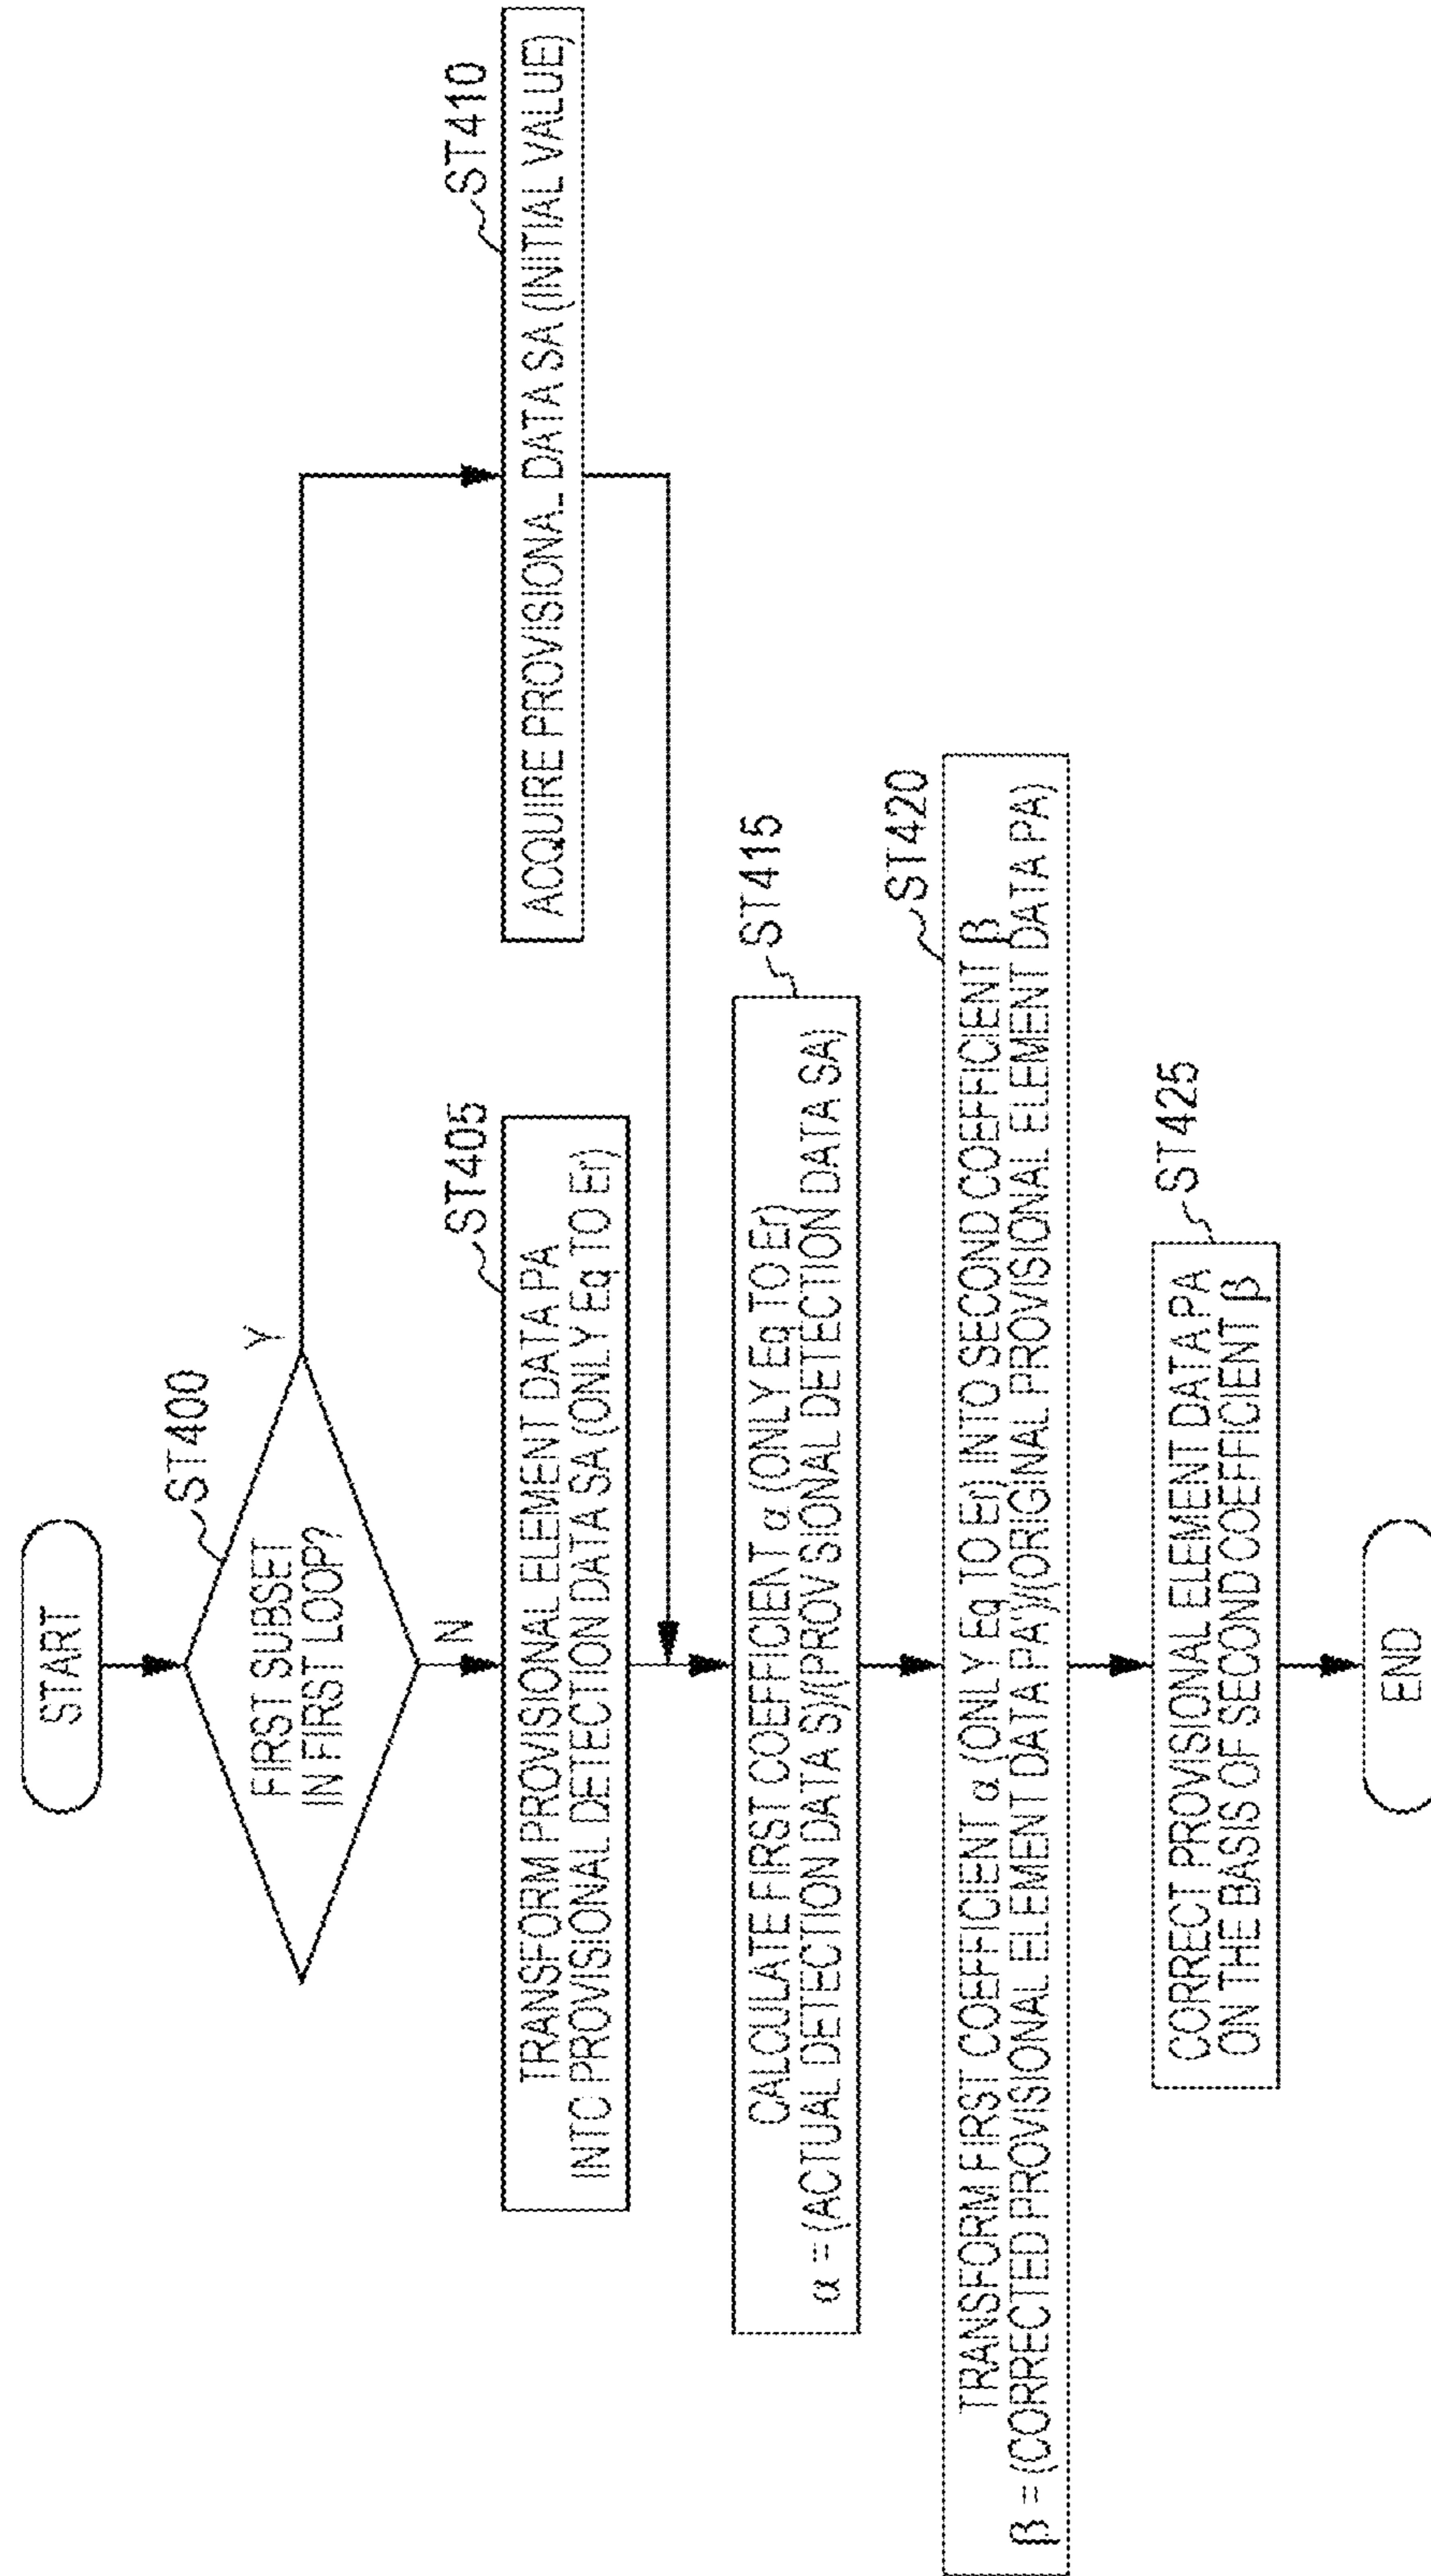 START
ST400
FIRST SUBSET
IN FIRST LOOP?
Y
N
ST405
TRANSFORM PROVISIONAL ELEMENT DATA PA
INTO PROVISIONAL DETECTION DATA SA (ONLY Eq TO Er)
ST410
ACQUIRE PROVISIONAL DATA SA (INITIAL VALUE)
ST415
CALCULATE FIRST COEFFICIENT α (ONLY Eq TO Er)
α = (ACTUAL DETECTION DATA S)/(PROVISIONAL DETECTION DATA SA)
ST420
TRANSFORM FIRST COEFFICIENT α (ONLY Eq TO Er) INTO SECOND COEFFICIENT β
β = (CORRECTED PROVISIONAL ELEMENT DATA PA')/(ORIGINAL PROVISIONAL ELEMENT DATA PA)
ST425
CORRECT PROVISIONAL ELEMENT DATA PA
ON THE BASIS OF SECOND COEFFICIENT β
END